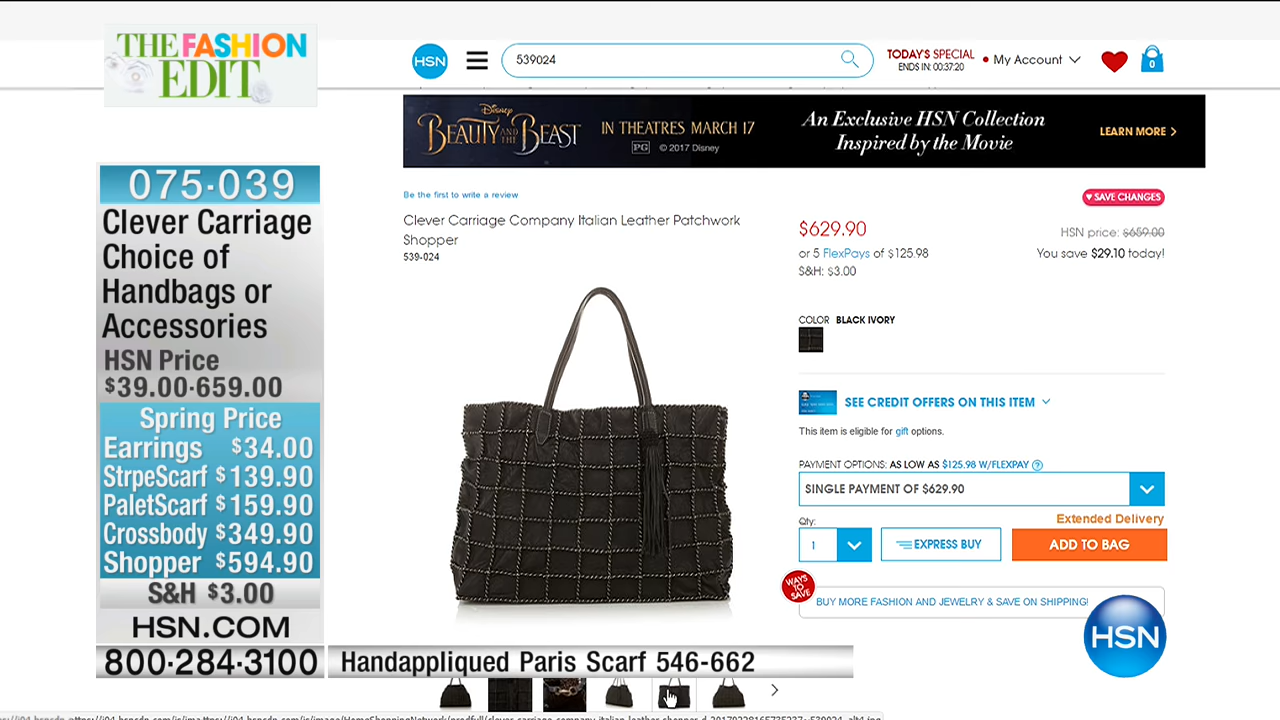 THE FASHION
EDIT
HSN
539024
TODAY'S SPECIAL
ENDS IN: 00:37:20
My Account
0
Disney
BEAUTY AND THE BEAST
IN THEATRES MARCH 17
PG © 2017 Disney
An Exclusive HSN Collection
Inspired by the Movie
LEARN MORE >
075-039
Clever Carriage
Choice of
Handbags or
Accessories
HSN Price
$39.00-659.00
Spring Price
Earrings $34.00
StrpeScarf $139.90
PaletScarf $159.90
Crossbody $349.90
Shopper $594.90
S&H $3.00
HSN.COM
800-284-3100
Be the first to write a review
Clever Carriage Company Italian Leather Patchwork
Shopper
539-024
SAVE CHANGES
$629.90
HSN price: $659.00
or 5 FlexPays of $125.98
You save $29.10 today!
S&H: $3.00
COLOR BLACK IVORY
SEE CREDIT OFFERS ON THIS ITEM
This item is eligible for gift options.
PAYMENT OPTIONS: AS LOW AS $125.98 W/FLEXPAY ?
SINGLE PAYMENT OF $629.90
Qty:
Extended Delivery
1
EXPRESS BUY
ADD TO BAG
WAYS TO SAVE
BUY MORE FASHION AND JEWELRY & SAVE ON SHIPPING!
HSN
Handappliqued Paris Scarf 546-662